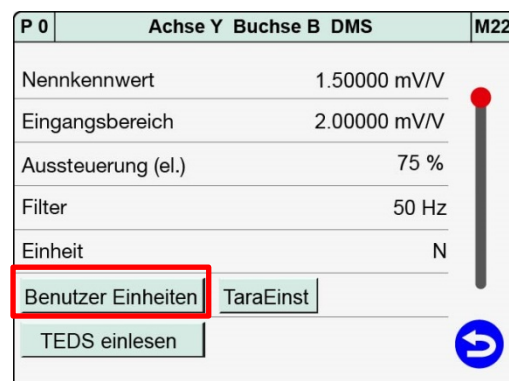 P 0 Achse Y Buchse B DMS M22
Nennkennwert 1.50000 mV/V
Eingangsbereich 2.00000 mV/V
Aussteuerung (el.) 75 %
Filter 50 Hz
Einheit N
Benutzer Einheiten TaraEinst
TEDS einlesen